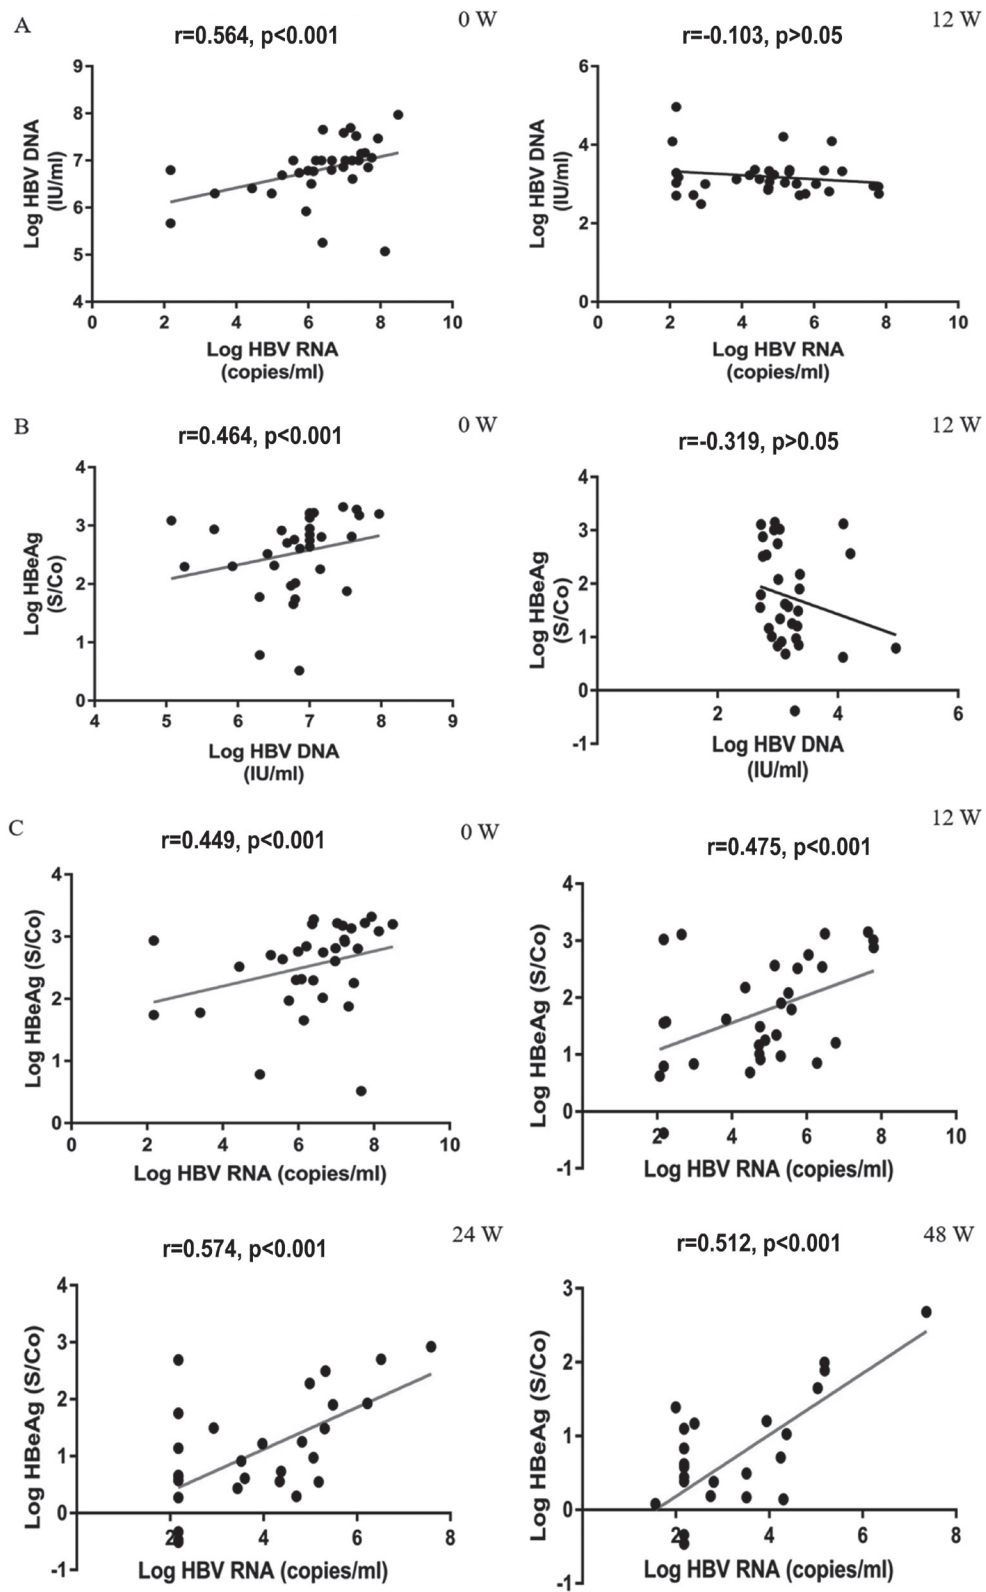 A
0 W
12 W
r=0.564, p<0.001
r=-0.103, p>0.05
9
8
7
6
5
4
Log HBV DNA
(IU/ml)
0 2 4 6 8 10
Log HBV RNA
(copies/ml)
6
4
2
0
Log HBV DNA
(IU/ml)
0 2 4 6 8 10
Log HBV RNA
(copies/ml)
B
0 W
12 W
r=0.464, p<0.001
r=-0.319, p>0.05
4
3
2
1
0
Log HBeAg
(S/Co)
4 5 6 7 8 9
Log HBV DNA
(IU/ml)
4
3
2
1
0
-1
Log HBeAg
(S/Co)
2 4 6
Log HBV DNA
(IU/ml)
C
0 W
12 W
r=0.449, p<0.001
r=0.475, p<0.001
4
3
2
1
0
Log HBeAg (S/Co)
0 2 4 6 8 10
Log HBV RNA (copies/ml)
4
3
2
1
0
-1
Log HBeAg (S/Co)
2 4 6 8 10
Log HBV RNA (copies/ml)
24 W
48 W
r=0.574, p<0.001
r=0.512, p<0.001
4
3
2
1
0
-1
Log HBeAg (S/Co)
2 4 6 8
Log HBV RNA (copies/ml)
3
2
1
0
-1
Log HBeAg (S/Co)
2 4 6 8
Log HBV RNA (copies/ml)